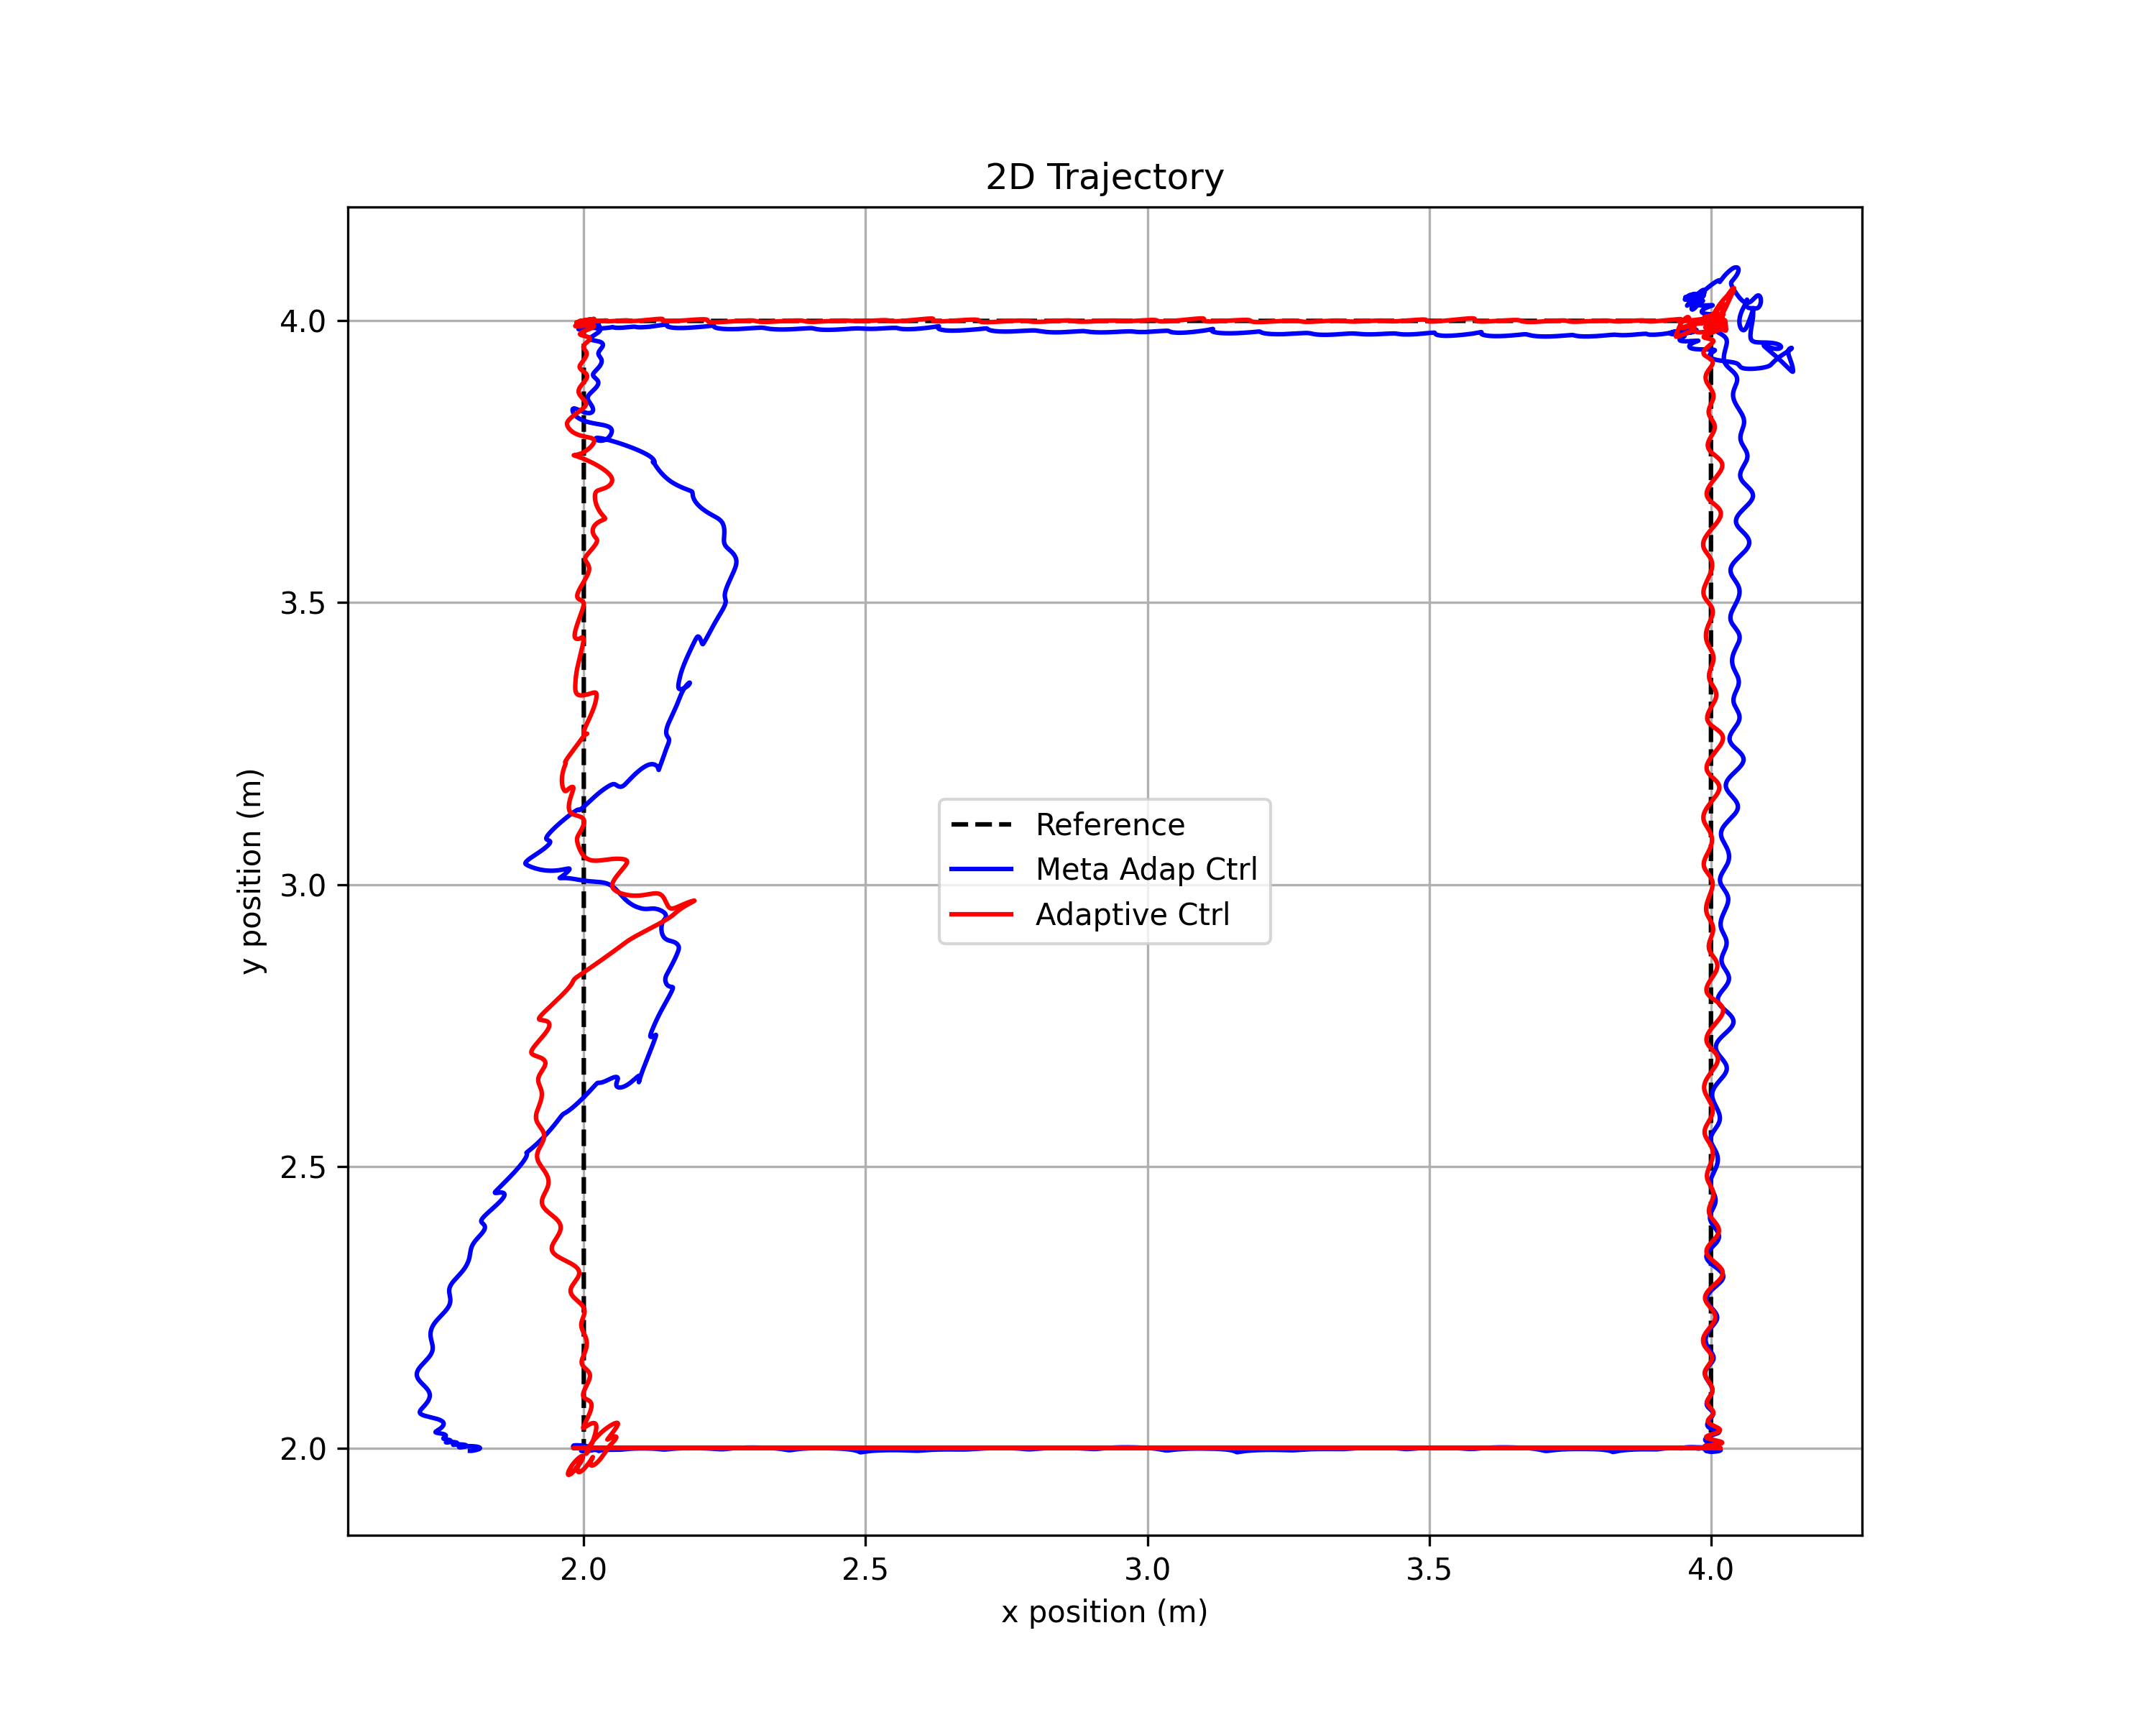 2D Trajectory
4.0
3.5
3.0
2.5
2.0
y position (m)
Reference
Meta Adap Ctrl
Adaptive Ctrl
2.0
2.5
3.0
3.5
4.0
x position (m)